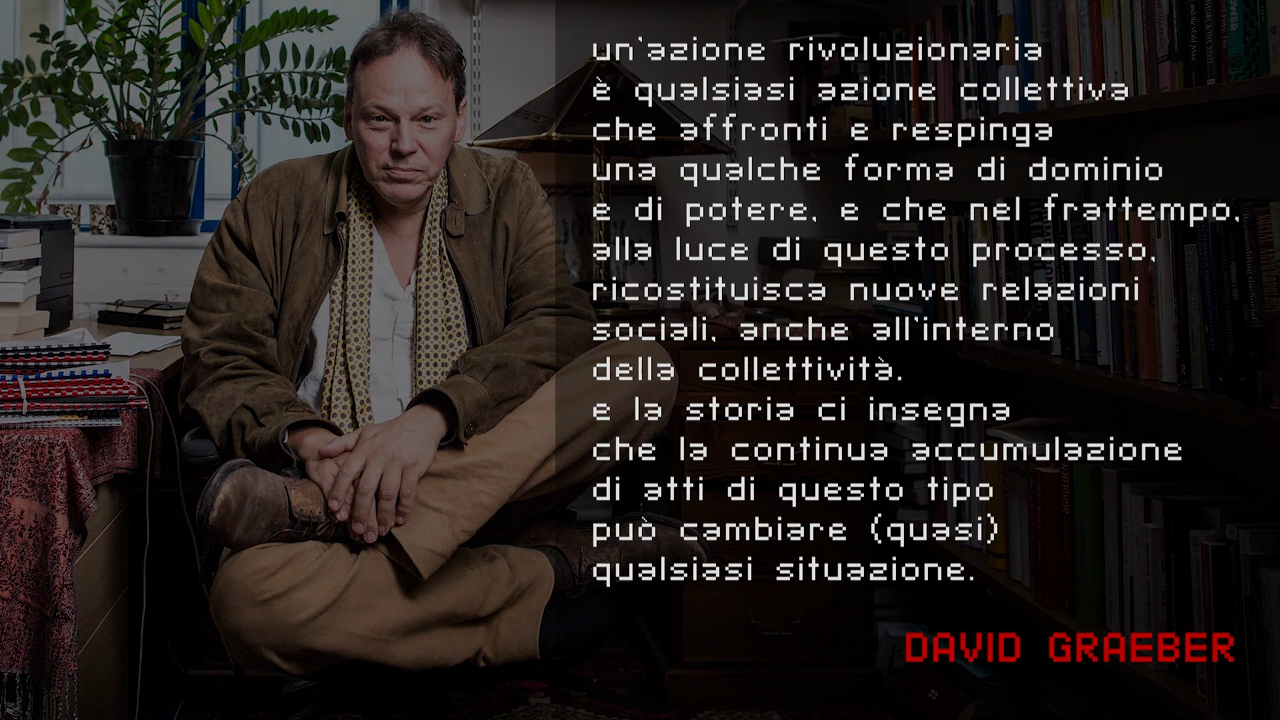 un'azione rivoluzionaria
è qualsiasi azione collettiva
che affronti e respinga
una qualche forma di dominio
e di potere, e che nel frattempo,
alla luce di questo processo,
ricostituisca nuove relazioni
sociali, anche all'interno
della collettività.
e la storia ci insegna
che la continua accumulazione
di atti di questo tipo
può cambiare (quasi)
qualsiasi situazione.
DAVID GRAEBER